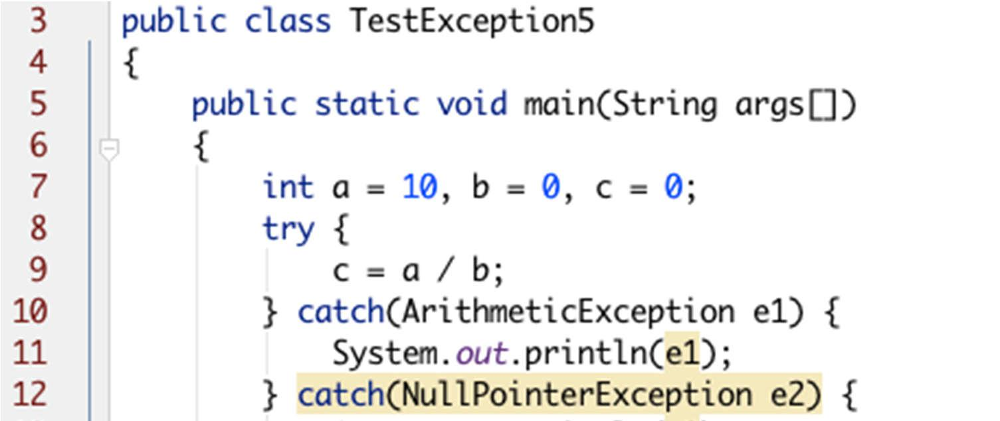 3 public class TestException5
4 {
5 public static void main(String args[])
6 {
7 int a = 10, b = 0, c = 0;
8 try {
9 c = a / b;
10 } catch(ArithmeticException e1) {
11 System.out.println(e1);
12 } catch(NullPointerException e2) {